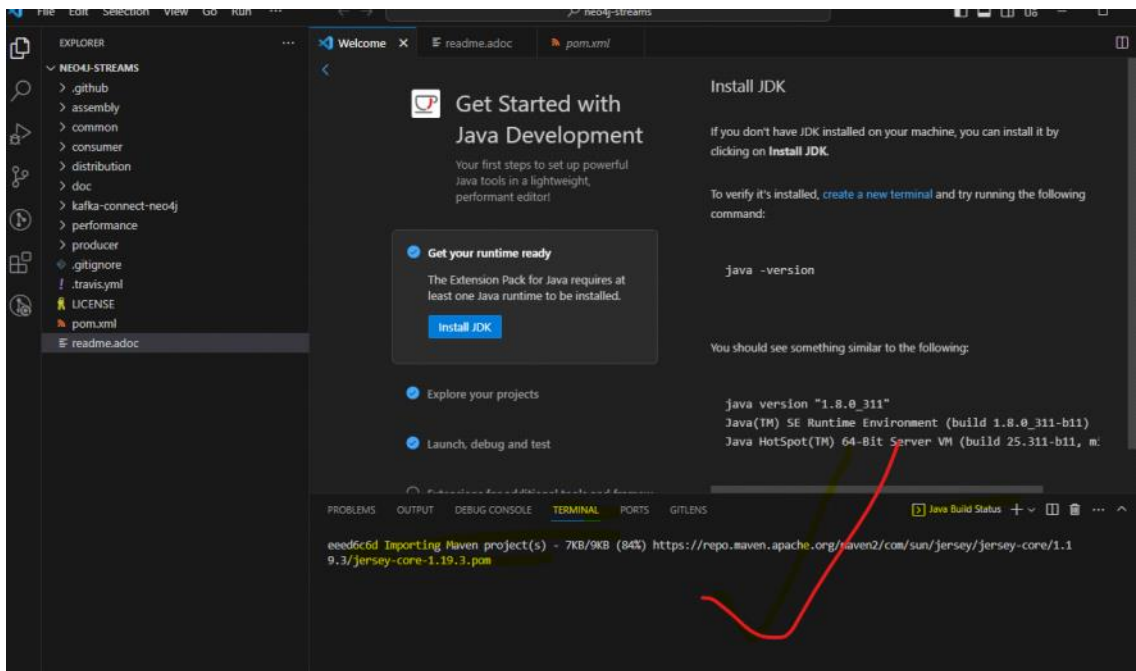 File Edit Selection View Go Run ...
neo4j-streams
EXPLORER ...
Welcome
readme.adoc
pom.xml
NEO4J-STREAMS
.github
assembly
common
consumer
distribution
doc
kafka-connect-neo4j
performance
producer
.gitignore
.travis.yml
LICENSE
pom.xml
readme.adoc
Get Started with
Java Development
Your first steps to set up powerful
Java tools in a lightweight,
performant editor!
Get your runtime ready
The Extension Pack for Java requires at
least one Java runtime to be installed.
Install JDK
Explore your projects
Launch, debug and test
Install JDK
If you don't have JDK installed on your machine, you can install it by
clicking on Install JDK.
To verify it's installed, create a new terminal and try running the following
command:
java -version
You should see something similar to the following:
java version "1.8.0_311"
Java(TM) SE Runtime Environment (build 1.8.0_311-b11)
Java HotSpot(TM) 64-Bit Server VM (build 25.311-b11, mi
PROBLEMS OUTPUT DEBUG CONSOLE TERMINAL PORTS GITLENS
Java Build Status
eeed6c6d Importing Maven project(s) - 7KB/9KB (84%) https://repo.maven.apache.org/maven2/com/sun/jersey/jersey-core/1.1
9.3/jersey-core-1.19.3.pom